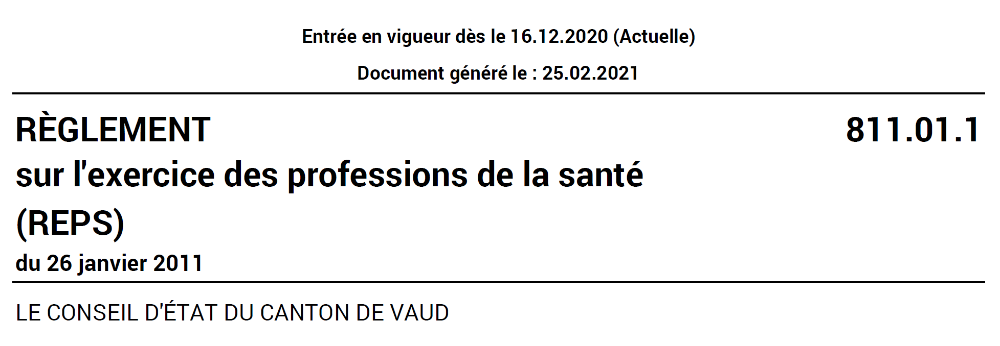 Entrée en vigueur dès le 16.12.2020 (Actuelle)
Document généré le : 25.02.2021
RÈGLEMENT 811.01.1
sur l'exercice des professions de la santé
(REPS)
du 26 janvier 2011
LE CONSEIL D'ÉTAT DU CANTON DE VAUD